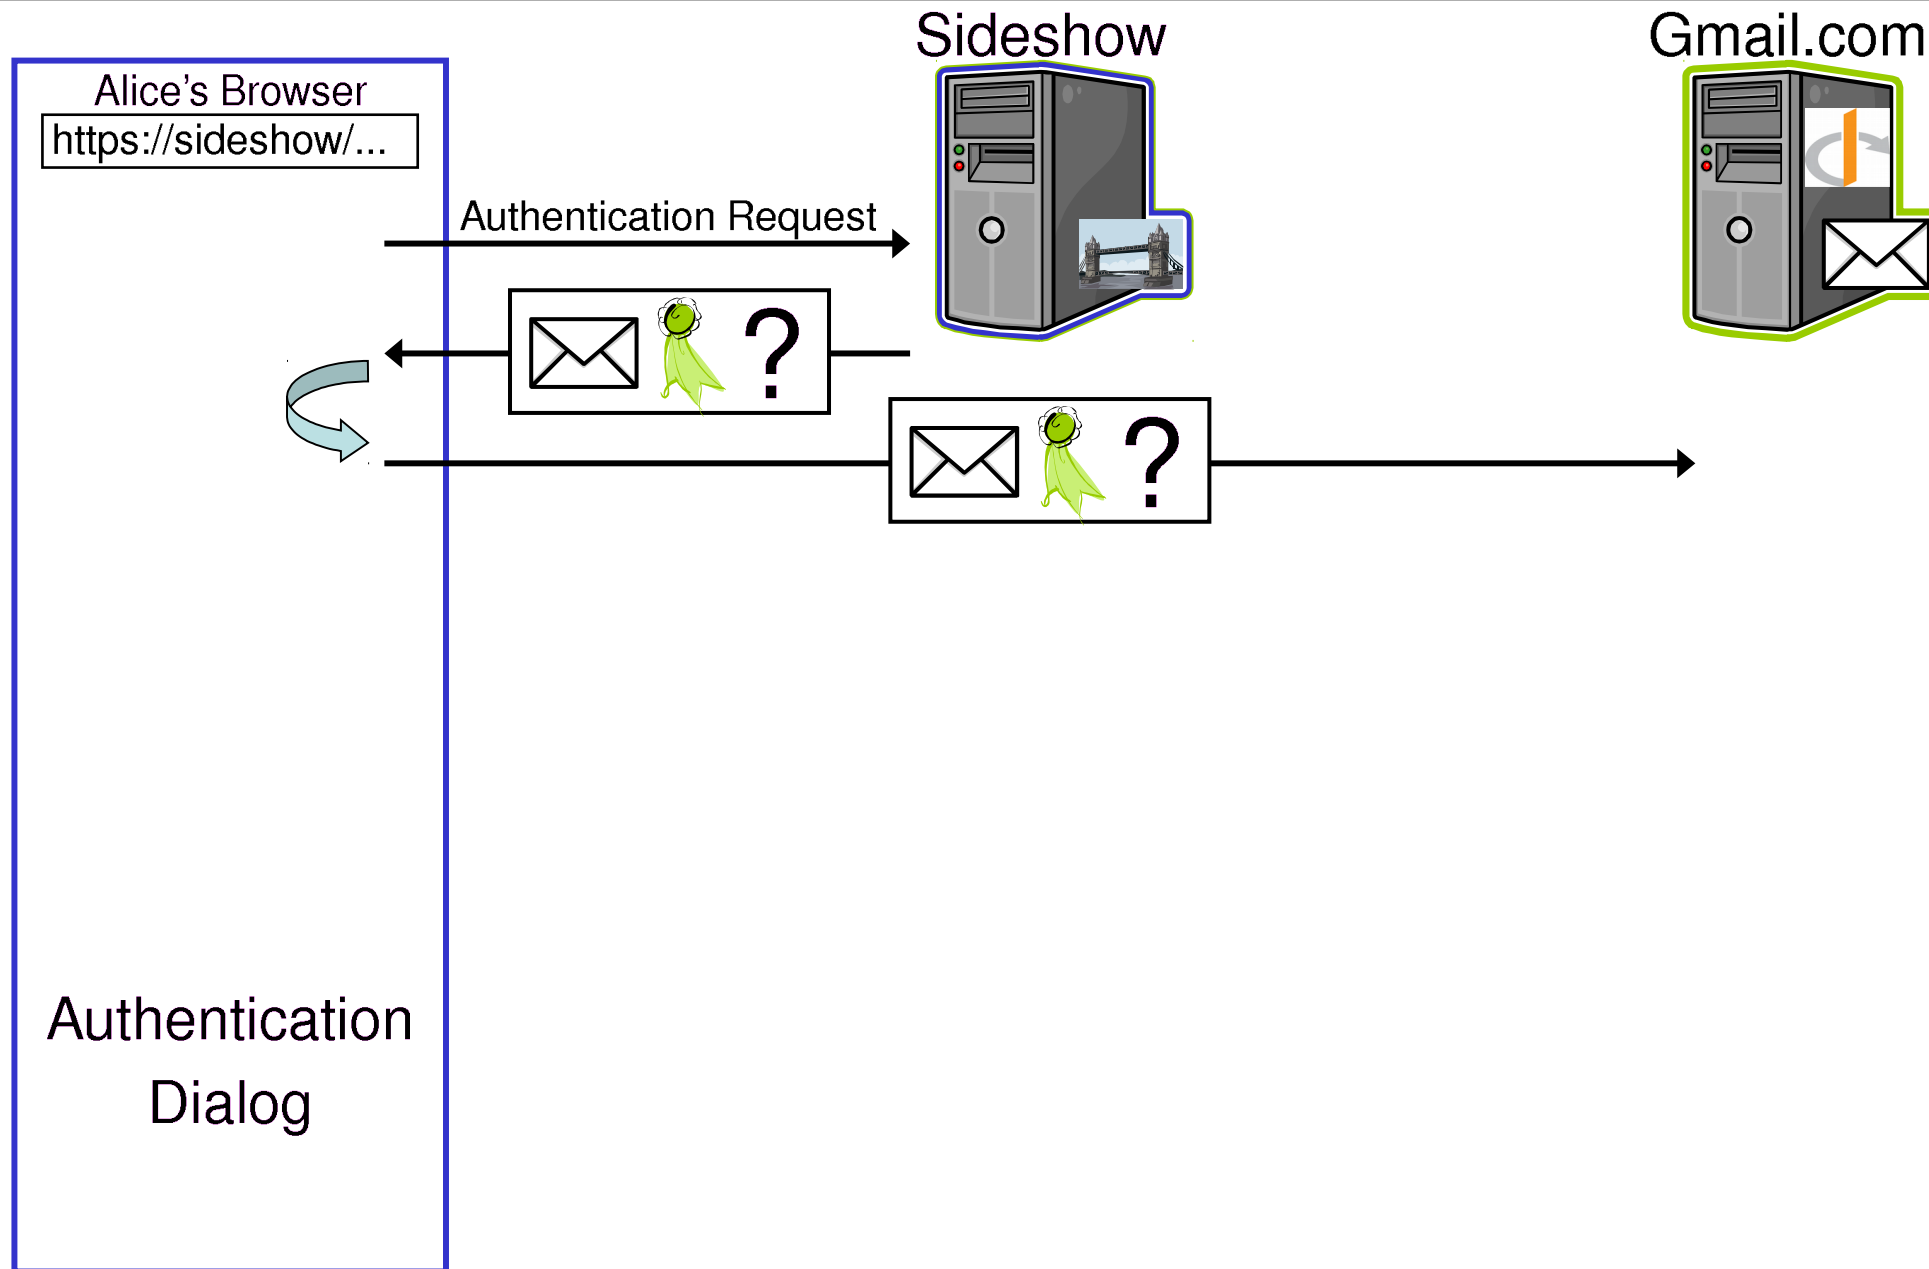 Sideshow
Gmail.com
Alice's Browser
https://sideshow/...
Authentication Request
?
?
Authentication
Dialog